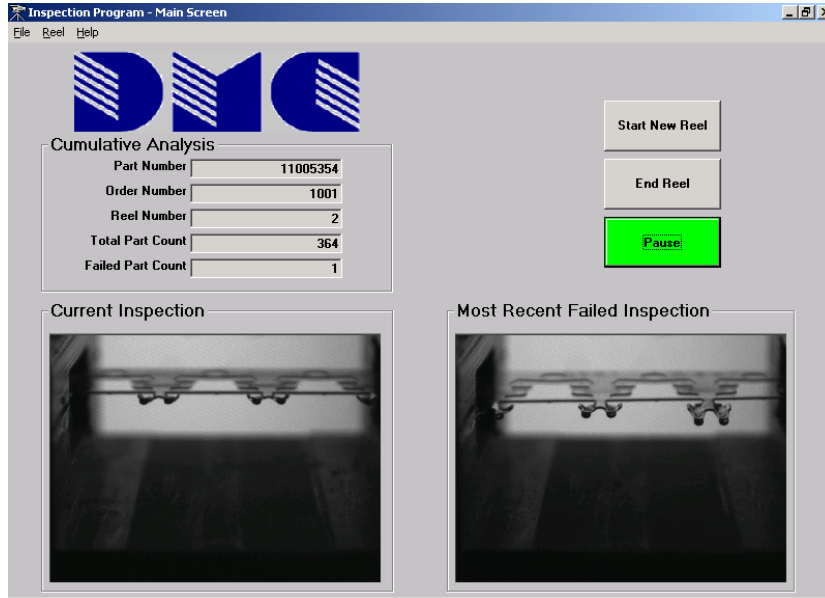 Inspection Program - Main Screen
File Reel Help
DMC
Cumulative Analysis
Part Number 11005354
Order Number 1001
Reel Number 2
Total Part Count 364
Failed Part Count 1
Start New Reel
End Reel
Pause
Current Inspection
Most Recent Failed Inspection